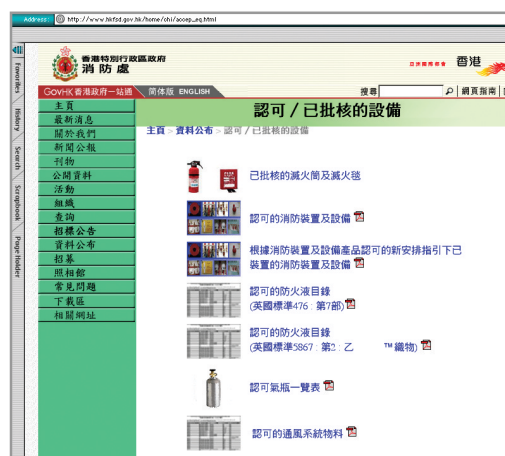 Address: http://www.hkfsd.gov.hk/home/chi/accep_eq.html
Favorites
History
Search
Scrapbook
Page Holder
香港特別行政區政府
消防處
香港
GOVHK 香港政府一站通
简体版 ENGLISH
搜尋
網頁指南
主頁
最新消息
關於我們
新聞公報
刊物
公開資料
活動
組織
查詢
招標公告
資料公布
招募
照相館
常見問題
下載區
相關網址
認可/已批核的設備
主頁 > 資料公布 > 認可/已批核的設備
已批核的滅火筒及滅火毯
認可的消防裝置及設備
根據消防裝置及設備產品認可的新安排指引下已
裝置的消防裝置及設備
認可的防火液目錄
(英國標準476 : 第7部)
認可的防火液目錄
(英國標準5867 : 第2 : 乙 ™織物)
認可氣瓶一覽表
認可的通風系統物料